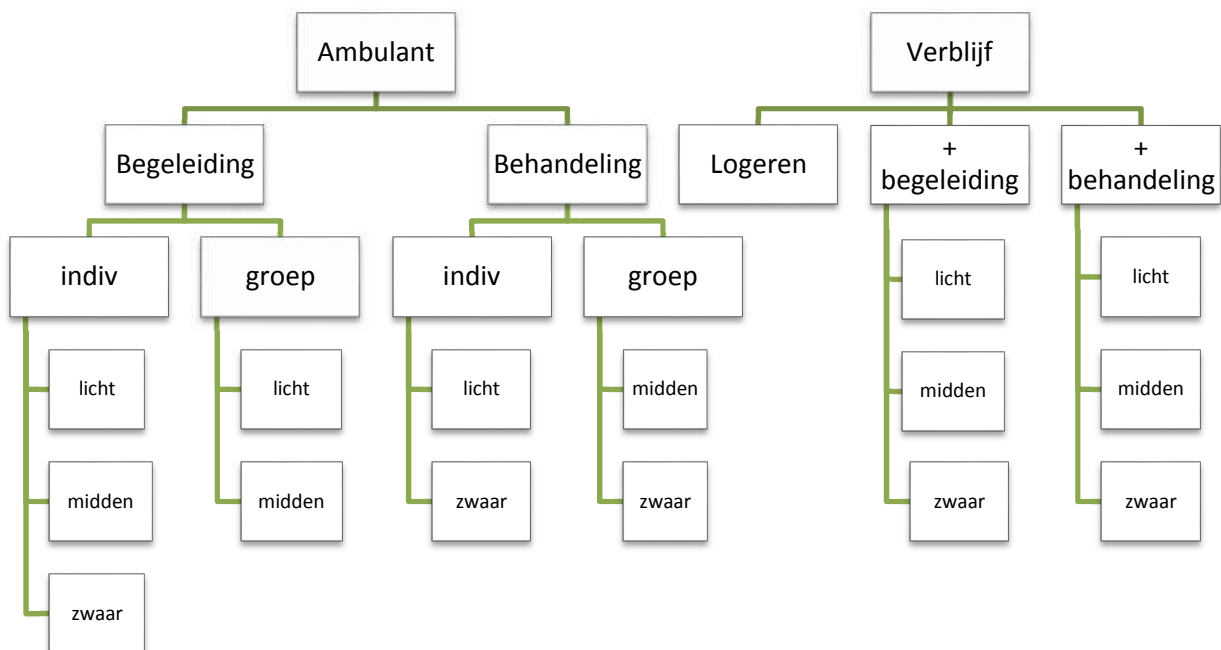 Ambulant
Verblijf
Begeleiding
Behandeling
Logeren
+
begeleiding
+
behandeling
indiv
groep
indiv
groep
licht
midden
zwaar
licht
midden
licht
zwaar
midden
zwaar
licht
midden
zwaar
licht
midden
zwaar